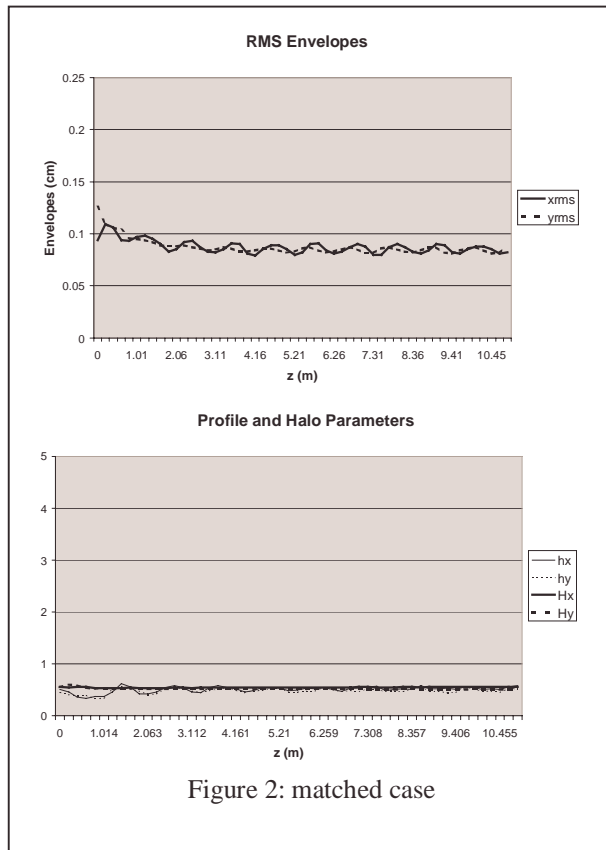 RMS Envelopes
0.25
0.2
0.15
0.1
0.05
0
Envelopes (cm)
0 1.01 2.06 3.11 4.16 5.21 6.26 7.31 8.36 9.41 10.45
z (m)
xrms
yrms
Profile and Halo Parameters
5
4
3
2
1
0
0 1.014 2.063 3.112 4.161 5.21 6.259 7.308 8.357 9.406 10.455
z (m)
hx
hy
Hx
Hy
Figure 2: matched case